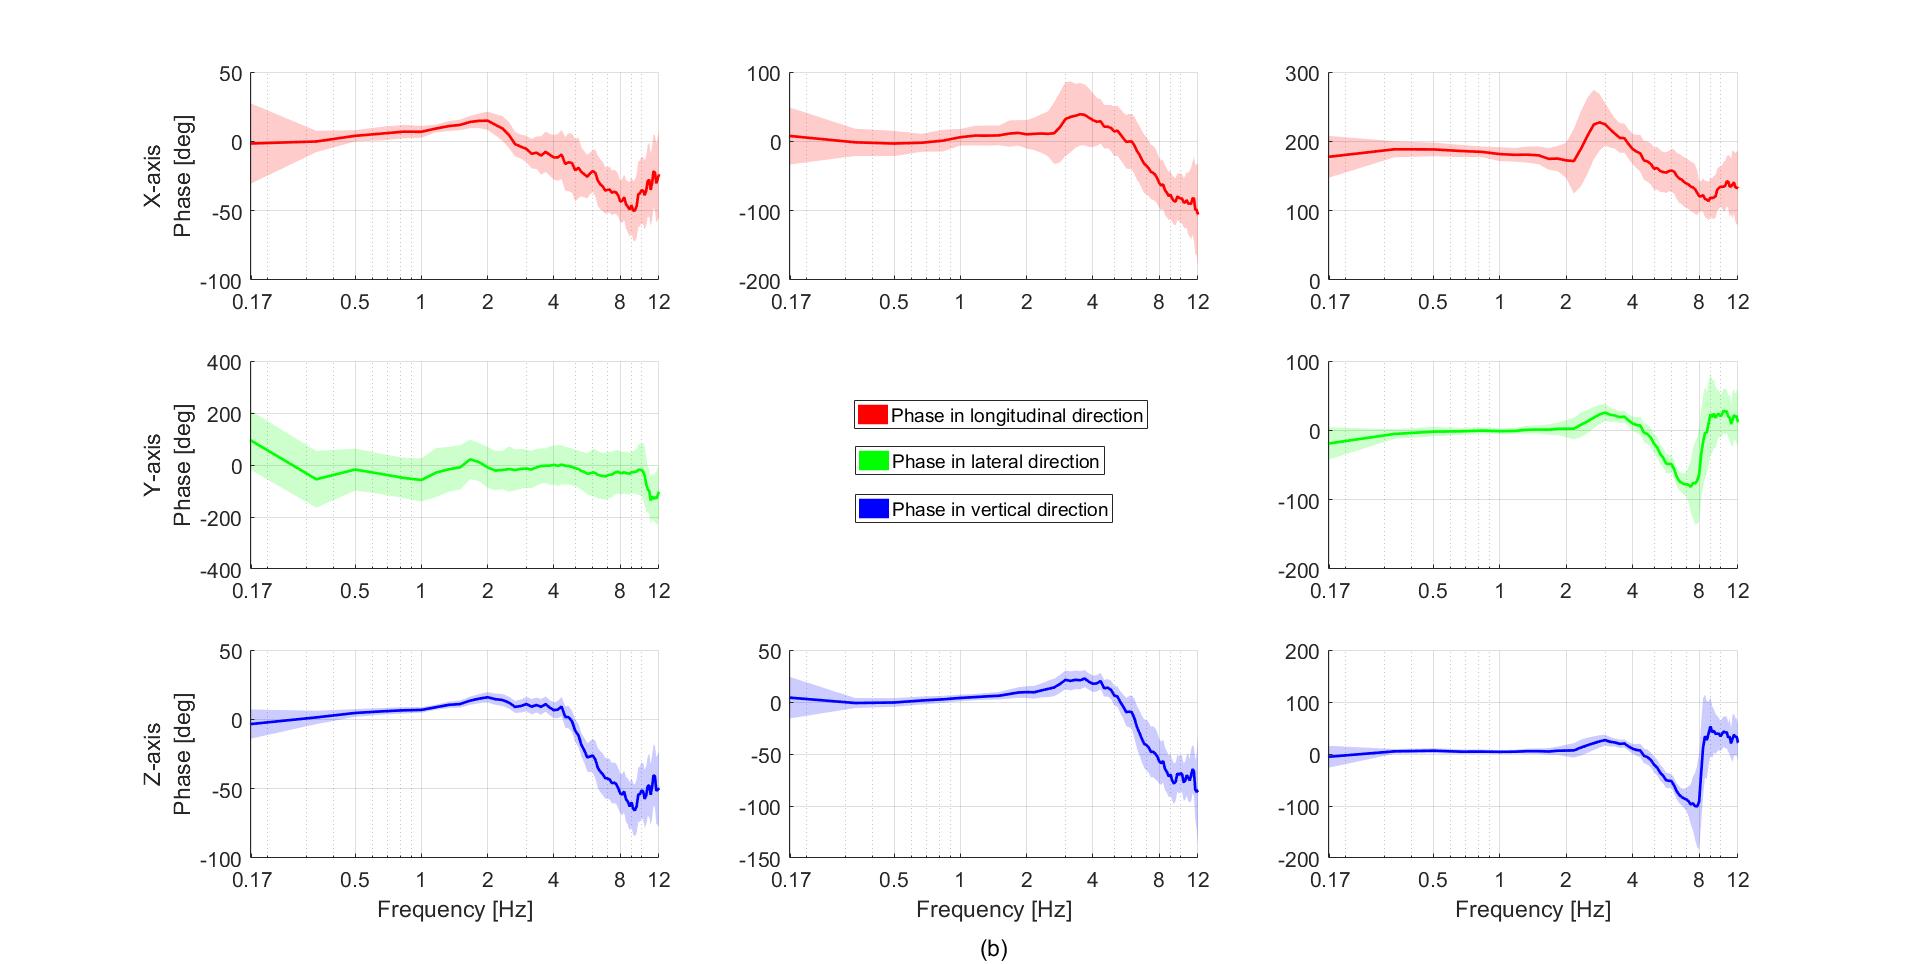 50
0
-50
-100
0.17 0.5 1 2 4 8 12
X-axis
Phase [deg]
100
0
-100
-200
0.17 0.5 1 2 4 8 12
300
200
100
0
0.17 0.5 1 2 4 8 12
400
200
0
-200
-400
0.17 0.5 1 2 4 8 12
Y-axis
Phase [deg]
Phase in longitudinal direction
Phase in lateral direction
Phase in vertical direction
100
0
-100
-200
0.17 0.5 1 2 4 8 12
50
0
-50
-100
0.17 0.5 1 2 4 8 12
Z-axis
Phase [deg]
Frequency [Hz]
50
0
-50
-100
-150
0.17 0.5 1 2 4 8 12
Frequency [Hz]
200
100
0
-100
-200
0.17 0.5 1 2 4 8 12
Frequency [Hz]
(b)